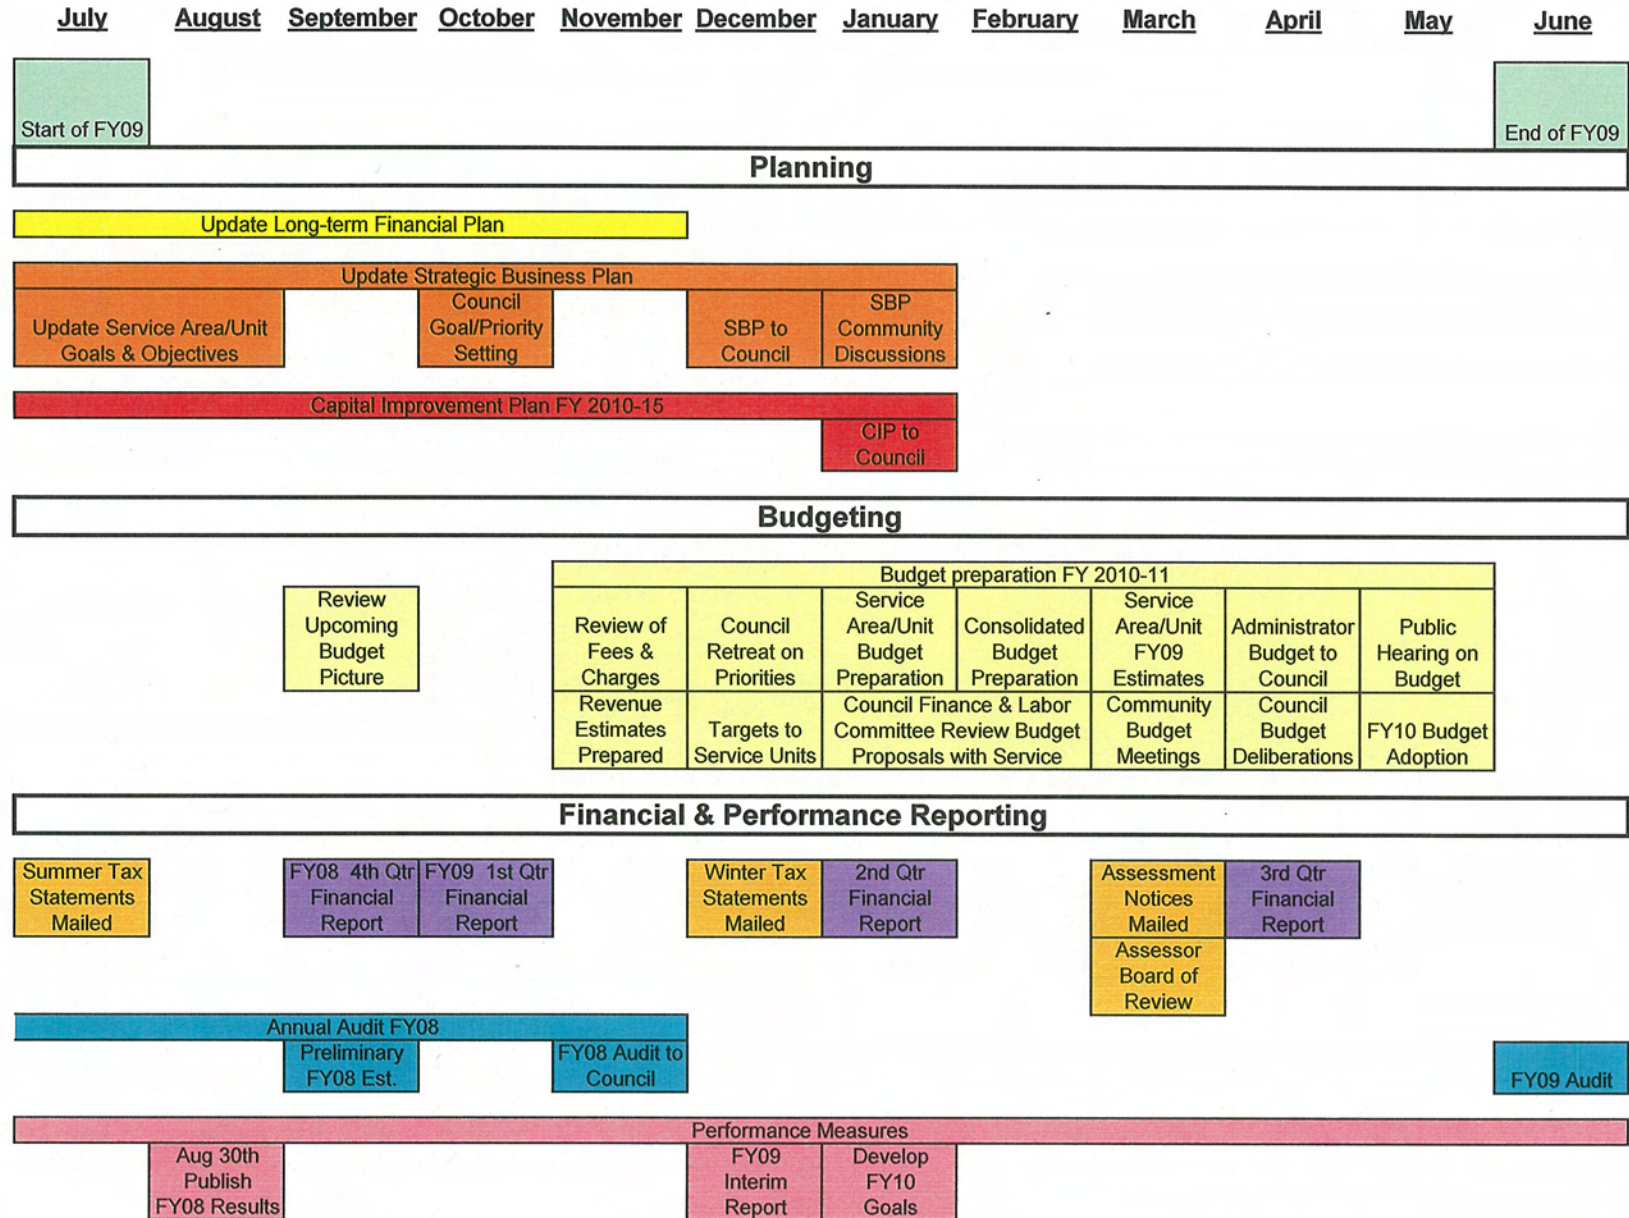 July August September October November December January February March April May June
Start of FY09
End of FY09
Planning
Update Long-term Financial Plan
Update Strategic Business Plan
Update Service Area/Unit
Goals & Objectives
Council
Goal/Priority
Setting
SBP to
Council
SBP
Community
Discussions
Capital Improvement Plan FY 2010-15
CIP to
Council
Budgeting
Budget preparation FY 2010-11
Review
Upcoming
Budget
Picture
Review of
Fees &
Charges
Council
Retreat on
Priorities
Service
Area/Unit
Budget
Preparation
Consolidated
Budget
Preparation
Service
Area/Unit
FY09
Estimates
Administrator
Budget to
Council
Public
Hearing on
Budget
Revenue
Estimates
Prepared
Targets to
Service Units
Council Finance & Labor
Committee Review Budget
Proposals with Service
Community
Budget
Meetings
Council
Budget
Deliberations
FY10 Budget
Adoption
Financial & Performance Reporting
Summer Tax
Statements
Mailed
FY08 4th Qtr
Financial
Report
FY09 1st Qtr
Financial
Report
Winter Tax
Statements
Mailed
2nd Qtr
Financial
Report
Assessment
Notices
Mailed
3rd Qtr
Financial
Report
Assessor
Board of
Review
Annual Audit FY08
Preliminary
FY08 Est.
FY08 Audit to
Council
FY09 Audit
Performance Measures
Aug 30th
Publish
FY08 Results
FY09
Interim
Report
Develop
FY10
Goals